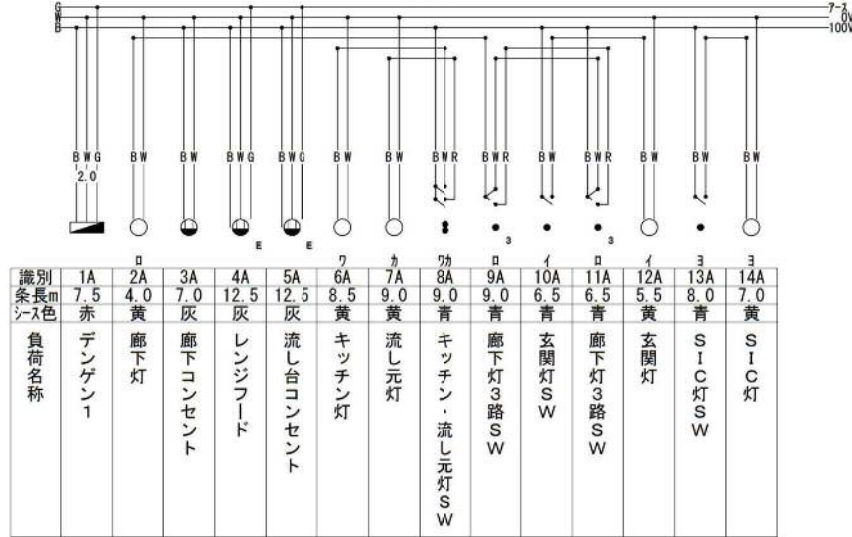 G アース
W 0V
B 100V
B W G B W B W B W G B W G B W B W B W R B W R B W B W R B W B W B W
2.0
E E 3 3
ロ ワ カ ワカ ロ イ ロ イ ヨ ヨ
識別 1A 2A 3A 4A 5A 6A 7A 8A 9A 10A 11A 12A 13A 14A
条長m 7.5 4.0 7.0 12.5 12.5 8.5 9.0 9.0 9.0 6.5 6.5 5.5 8.0 7.0
シース色 赤 黄 灰 灰 灰 黄 黄 青 青 青 青 黄 青 黄
負荷名称
デンゲン1
廊下灯
廊下コンセント
レンジフード
流し台コンセント
キッチン灯
流し元灯
キッチン・流し元灯SW
廊下灯3路SW
玄関灯SW
廊下灯3路SW
玄関灯
SIC灯SW
SIC灯